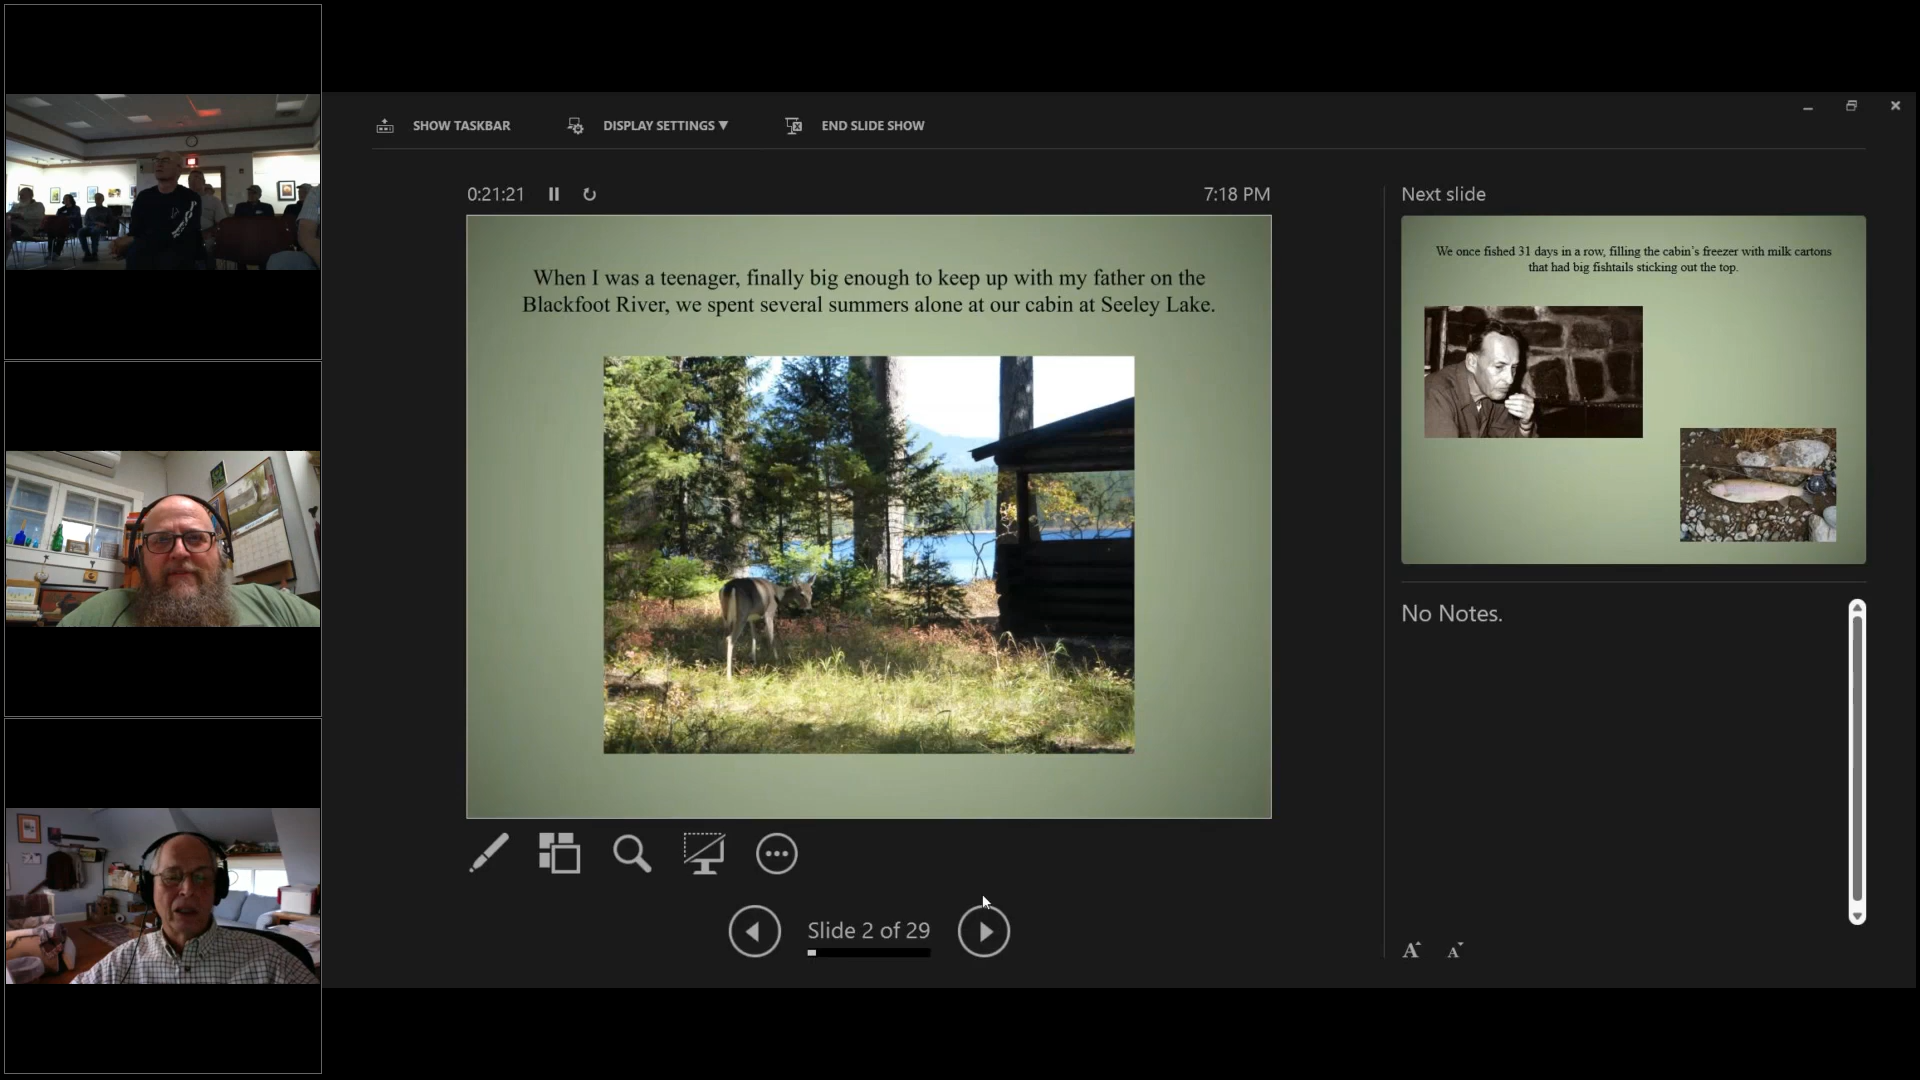 SHOW TASKBAR
DISPLAY SETTINGS ▼
END SLIDE SHOW
0:21:21
7:18 PM
When I was a teenager, finally big enough to keep up with my father on the
Blackfoot River, we spent several summers alone at our cabin at Seeley Lake.
Slide 2 of 29
Next slide
We once fished 31 days in a row, filling the cabin's freezer with milk cartons
that had big fishtails sticking out the top.
No Notes.
A A